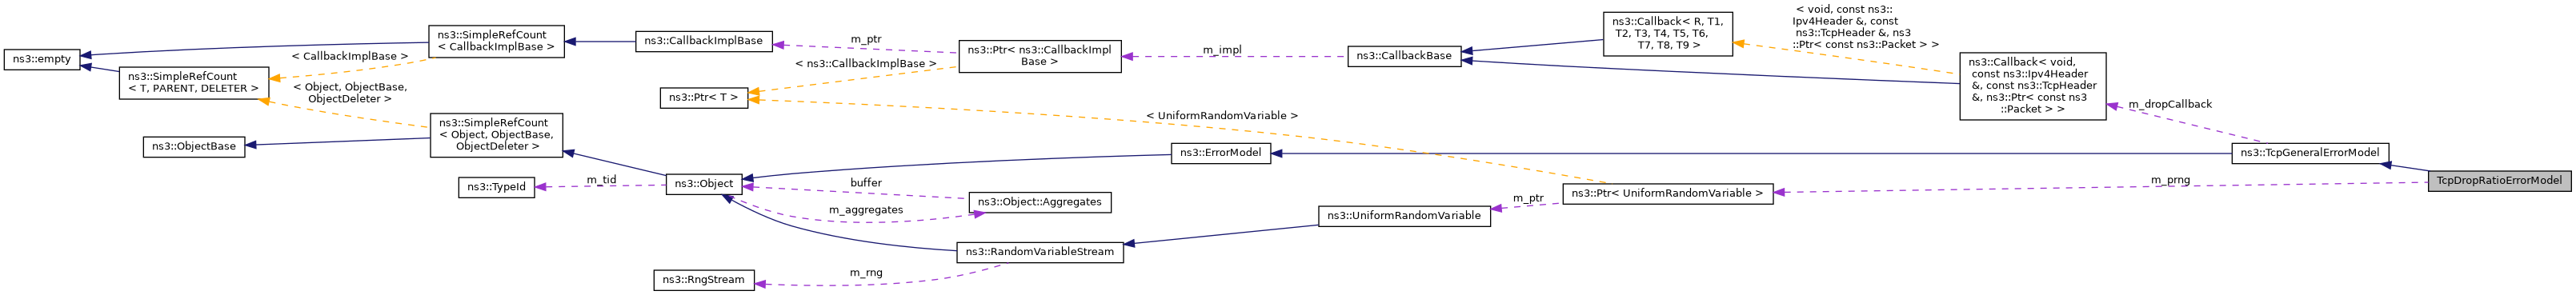 ns3::empty
ns3::SimpleRefCount
< T, PARENT, DELETER >
ns3::ObjectBase
< CallbackImplBase >
< Object, ObjectBase,
ObjectDeleter >
ns3::SimpleRefCount
< CallbackImplBase >
ns3::SimpleRefCount
< Object, ObjectBase,
ObjectDeleter >
ns3::TypeId
m_tid
ns3::CallbackImplBase
ns3::Ptr< T >
ns3::Object
ns3::RngStream
m_ptr
< ns3::CallbackImplBase >
buffer
m_aggregates
m_rng
ns3::Ptr< ns3::CallbackImpl
Base >
ns3::Object::Aggregates
ns3::RandomVariableStream
m_impl
< UniformRandomVariable >
ns3::ErrorModel
ns3::CallbackBase
ns3::UniformRandomVariable
m_ptr
ns3::Callback< R, T1,
T2, T3, T4, T5, T6,
T7, T8, T9 >
ns3::Ptr< UniformRandomVariable >
< void, const ns3::
Ipv4Header &, const
ns3::TcpHeader &, ns3
::Ptr< const ns3::Packet > >
ns3::Callback< void,
const ns3::Ipv4Header
&, const ns3::TcpHeader
&, ns3::Ptr< const ns3
::Packet > >
m_dropCallback
m_prng
ns3::TcpGeneralErrorModel
TcpDropRatioErrorModel